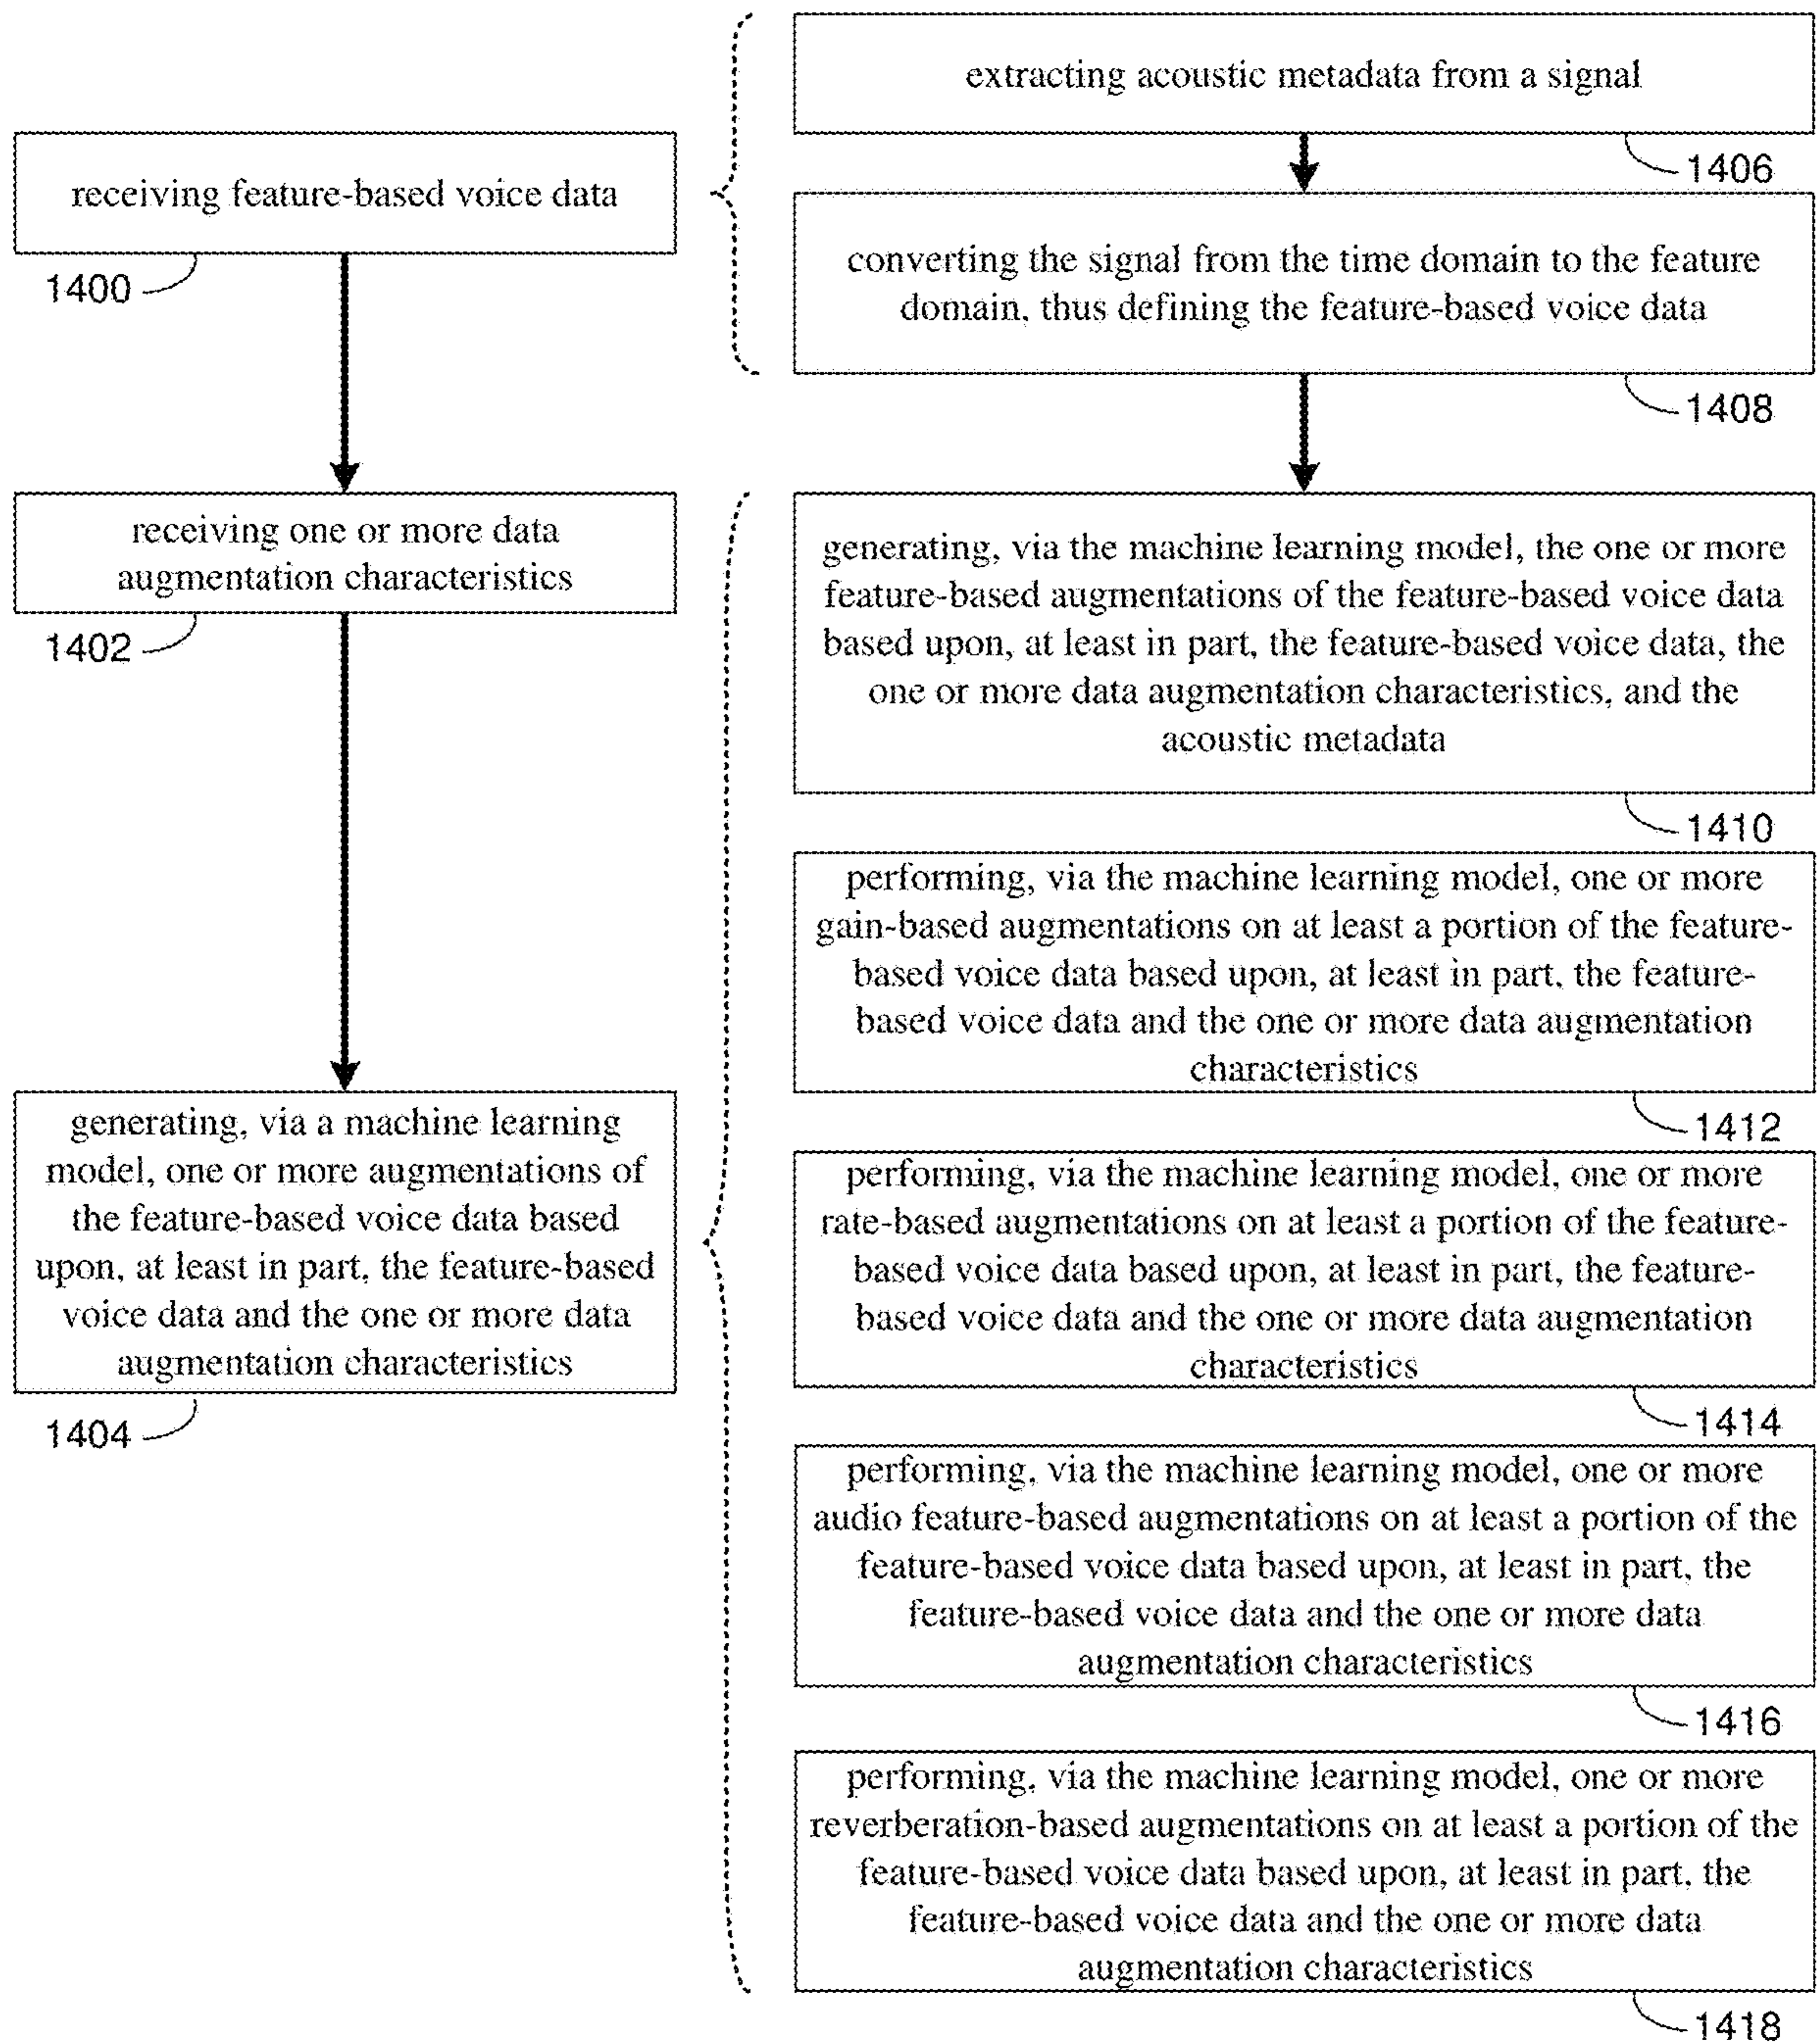 receiving feature-based voice data
1400
receiving one or more data
augmentation characteristics
1402
generating, via a machine learning
model, one or more augmentations of
the feature-based voice data based
upon, at least in part, the feature-based
voice data and the one or more data
augmentation characteristics
1404
extracting acoustic metadata from a signal
1406
converting the signal from the time domain to the feature
domain, thus defining the feature-based voice data
1408
generating, via the machine learning model, the one or more
feature-based augmentations of the feature-based voice data
based upon, at least in part, the feature-based voice data, the
one or more data augmentation characteristics, and the
acoustic metadata
1410
performing, via the machine learning model, one or more
gain-based augmentations on at least a portion of the feature-
based voice data based upon, at least in part, the feature-
based voice data and the one or more data augmentation
characteristics
1412
performing, via the machine learning model, one or more
rate-based augmentations on at least a portion of the feature-
based voice data based upon, at least in part, the feature-
based voice data and the one or more data augmentation
characteristics
1414
performing, via the machine learning model, one or more
audio feature-based augmentations on at least a portion of the
feature-based voice data based upon, at least in part, the
feature-based voice data and the one or more data
augmentation characteristics
1416
performing, via the machine learning model, one or more
reverberation-based augmentations on at least a portion of the
feature-based voice data based upon, at least in part, the
feature-based voice data and the one or more data
augmentation characteristics
1418